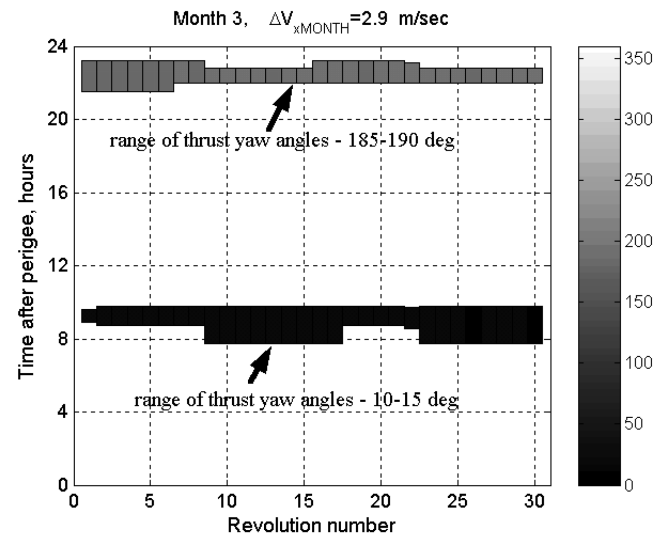 Month 3, ΔVxMONTH=2.9 m/sec
24
20
16
12
8
4
0
Time after perigee, hours
range of thrust yaw angles - 185-190 deg
range of thrust yaw angles - 10-15 deg
0 5 10 15 20 25 30
Revolution number
350
300
250
200
150
100
50
0